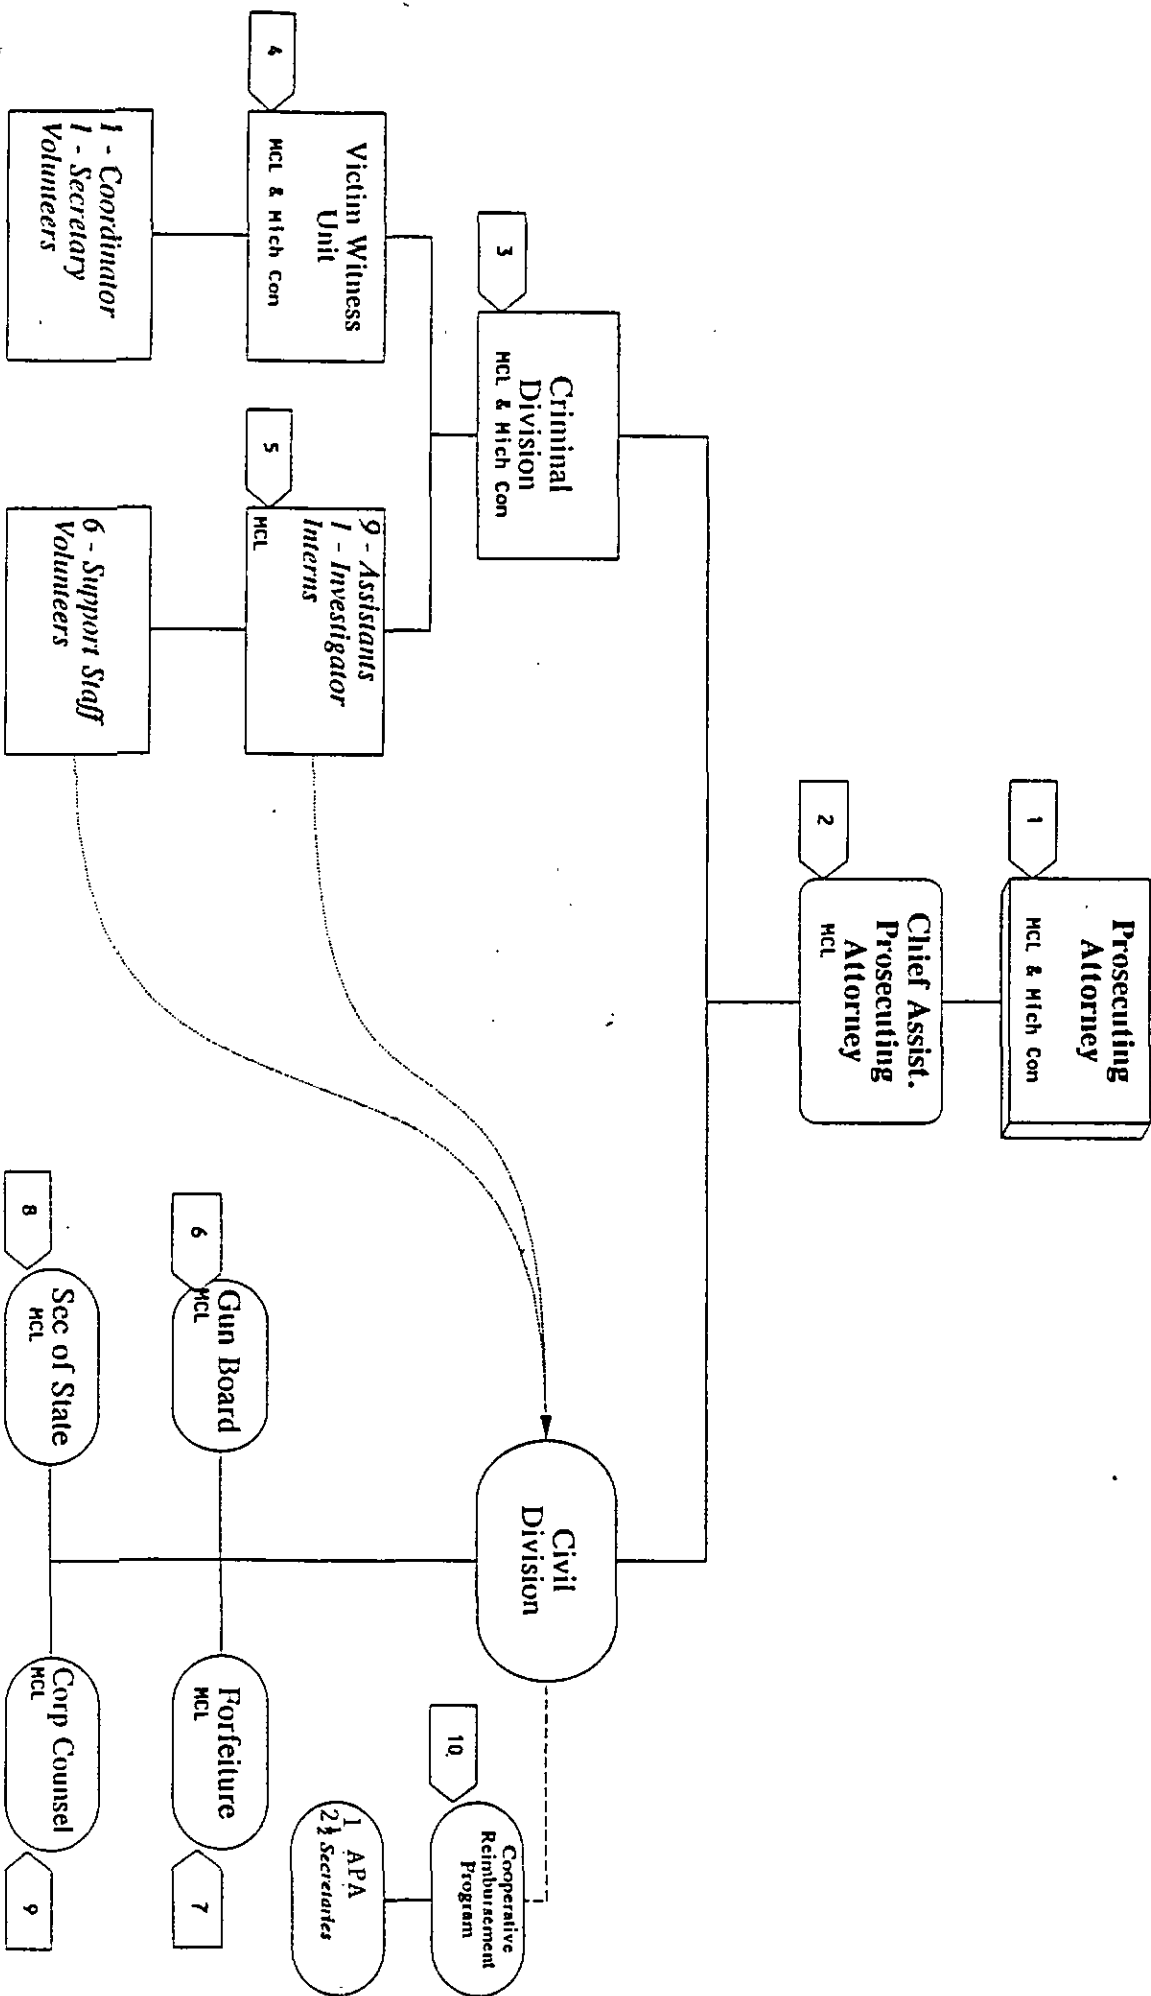 1
Prosecuting
Attorney
MCL & Mich Con
2
Chief Assist.
Prosecuting
Attorney
MCL
3
Criminal
Division
MCL & Mich Con
Civil
Division
4
Victim Witness
Unit
MCL & Mich Con
5
9 - Assistants
1 - Investigator
Interns
MCL
10
Cooperative
Reimbursement
Program
1 APA
2½ Secretaries
6
Gun Board
MCL
Forfeiture
MCL
7
1 - Coordinator
1 - Secretary
Volunteers
6 - Support Staff
Volunteers
8
Sec of State
MCL
Corp Counsel
MCL
9